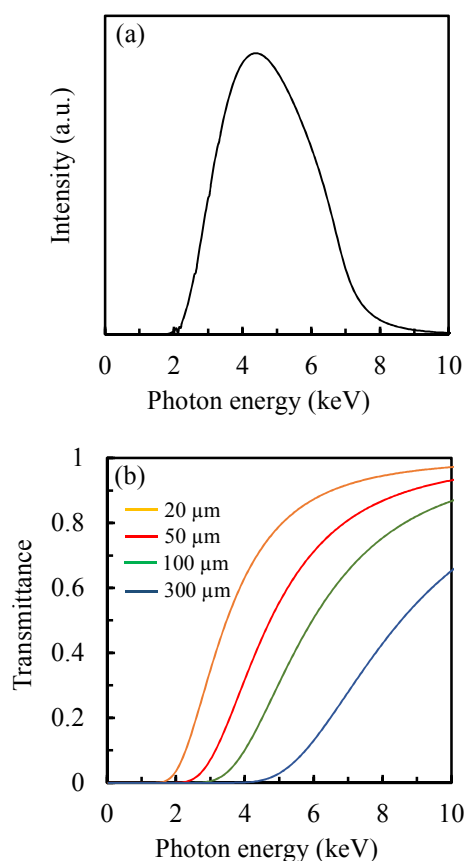 (a)
Intensity (a.u.)
0 2 4 6 8 10
Photon energy (keV)
(b)
1
0.8
0.6
0.4
0.2
0
Transmittance
20 µm
50 µm
100 µm
300 µm
0 2 4 6 8 10
Photon energy (keV)